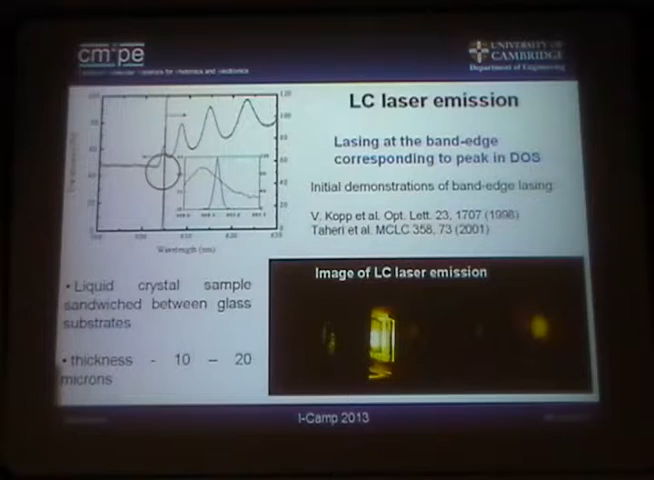 cm+pe
UNIVERSITY OF
CAMBRIDGE
Department of Engineering
LC laser emission
Lasing at the band-edge
corresponding to peak in DOS
Initial demonstrations of band-edge lasing:
V. Kopp et al. Opt. Lett. 23, 1707 (1998)
Taheri et al. MCLC 358, 73 (2001)
Wavelength (nm)
• Liquid crystal sample
sandwiched between glass
substrates
• thickness - 10 – 20
microns
Image of LC laser emission
I-Camp 2013